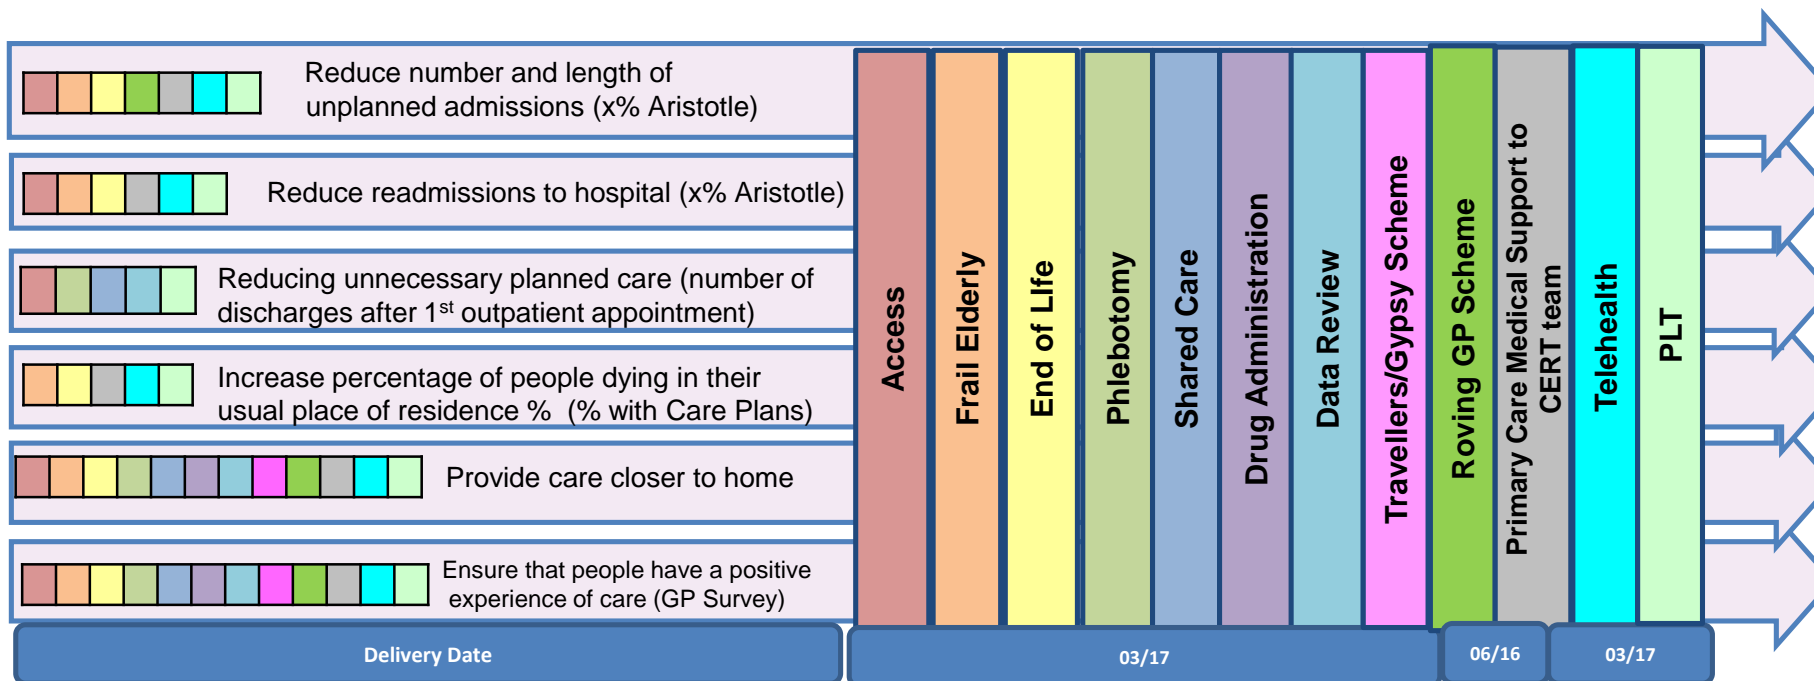 Reduce number and length of
unplanned admissions (x% Aristotle)
Reduce readmissions to hospital (x% Aristotle)
Reducing unnecessary planned care (number of
discharges after 1st outpatient appointment)
Increase percentage of people dying in their
usual place of residence % (% with Care Plans)
Provide care closer to home
Ensure that people have a positive
experience of care (GP Survey)
Access
Frail Elderly
End of LIfe
Phlebotomy
Shared Care
Drug Administration
Data Review
Travellers/Gypsy Scheme
Roving GP Scheme
Primary Care Medical Support to
CERT team
Telehealth
PLT
Delivery Date
03/17
06/16
03/17